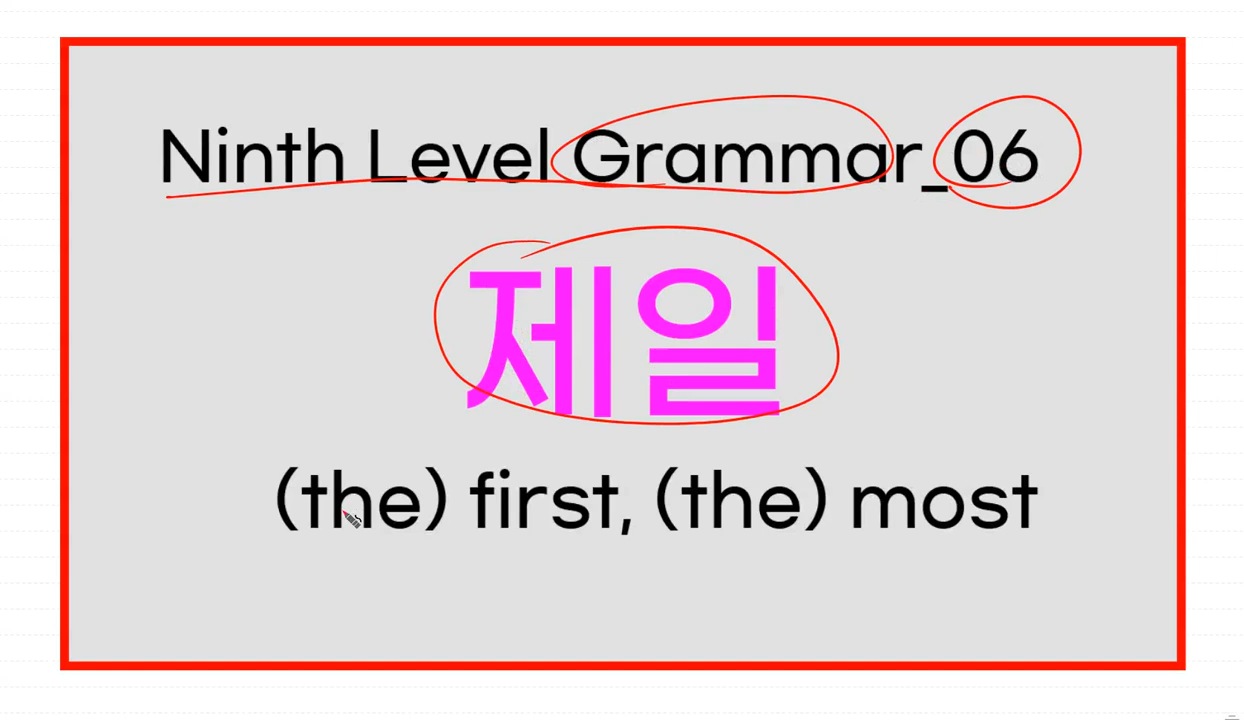 Ninth Level Grammar_06
제일
(the) first, (the) most